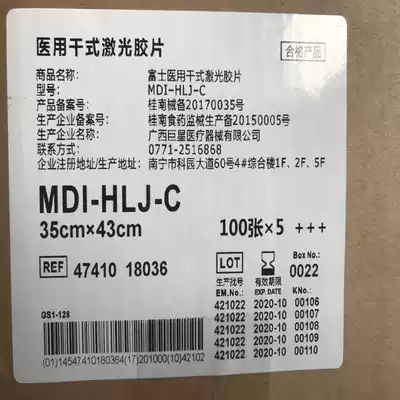 医用干式激光胶片
合格产品
商品名称： 富士医用干式激光胶片
型号： MDI-HLJ-C
产品备案号： 桂南械备20170035号
生产企业备案号： 桂南食药监械生产备20150005号
生产企业名称： 广西巨星医疗器械有限公司
联系方式： 0771-2516868
企业注册地址/生产地址： 南宁市科园大道60号4#综合楼1F、2F、5F
MDI-HLJ-C
35cm×43cm 100张×5 +++
REF 47410 18036
LOT Box No.: 0022
生产批号 有效期限
EM.No.: EXP.DATE KNo.:
421022 2020-10 00106
421022 2020-10 00107
421022 2020-10 00108
421022 2020-10 00109
421022 2020-10 00110
GS1-128
(01)14547410180364(17)201000(10)42102